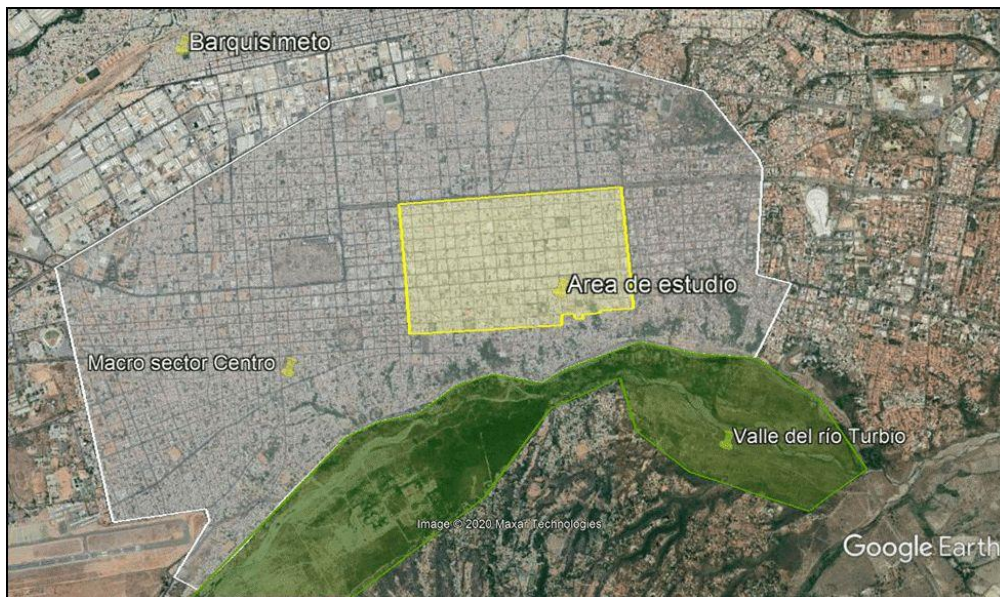 Barquisimeto
Area de estudio
Macro sector Centro
Valle del río Turbio
Image © 2020 Maxar Technologies
Google Earth